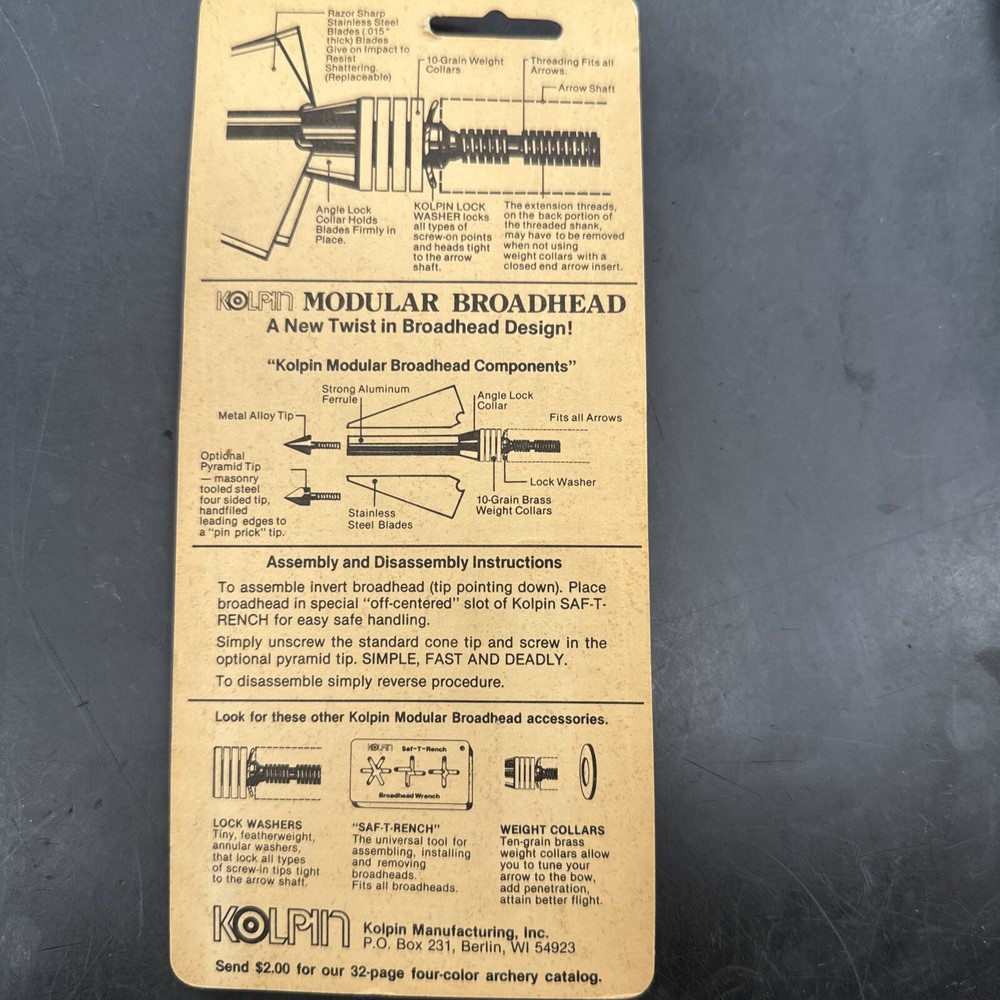 Razor Sharp
Stainless Steel
Blades (.015"
thick) Blades
Give on Impact to
Resist
Shattering.
(Replaceable)
10-Grain Weight
Collars
Threading Fits all
Arrows.
Arrow Shaft
Angle Lock
Collar Holds
Blades Firmly in
Place.
KOLPIN LOCK
WASHER locks
all types of
screw-on points
and heads tight
to the arrow
shaft.
The extension threads,
on the back portion of
the threaded shank,
may have to be removed
when not using
weight collars with a
closed end arrow insert.
KOLPIN MODULAR BROADHEAD
A New Twist in Broadhead Design!
"Kolpin Modular Broadhead Components"
Strong Aluminum
Ferrule
Angle Lock
Collar
Metal Alloy Tip
Fits all Arrows
Optional
Pyramid Tip
— masonry
tooled steel
four sided tip,
handfiled
leading edges to
a "pin prick" tip.
Lock Washer
10-Grain Brass
Weight Collars
Stainless
Steel Blades
Assembly and Disassembly Instructions
To assemble invert broadhead (tip pointing down). Place
broadhead in special "off-centered" slot of Kolpin SAF-T-
RENCH for easy safe handling.
Simply unscrew the standard cone tip and screw in the
optional pyramid tip. SIMPLE, FAST AND DEADLY.
To disassemble simply reverse procedure.
Look for these other Kolpin Modular Broadhead accessories.
KOLPIN Saf-T-Rench
Broadhead Wrench
LOCK WASHERS
Tiny, featherweight,
annular washers,
that lock all types
of screw-in tips tight
to the arrow shaft.
"SAF-T-RENCH"
The universal tool for
assembling, installing
and removing
broadheads.
Fits all broadheads.
WEIGHT COLLARS
Ten-grain brass
weight collars allow
you to tune your
arrow to the bow,
add penetration,
attain better flight.
KOLPIN
Kolpin Manufacturing, Inc.
P.O. Box 231, Berlin, WI 54923
Send $2.00 for our 32-page four-color archery catalog.